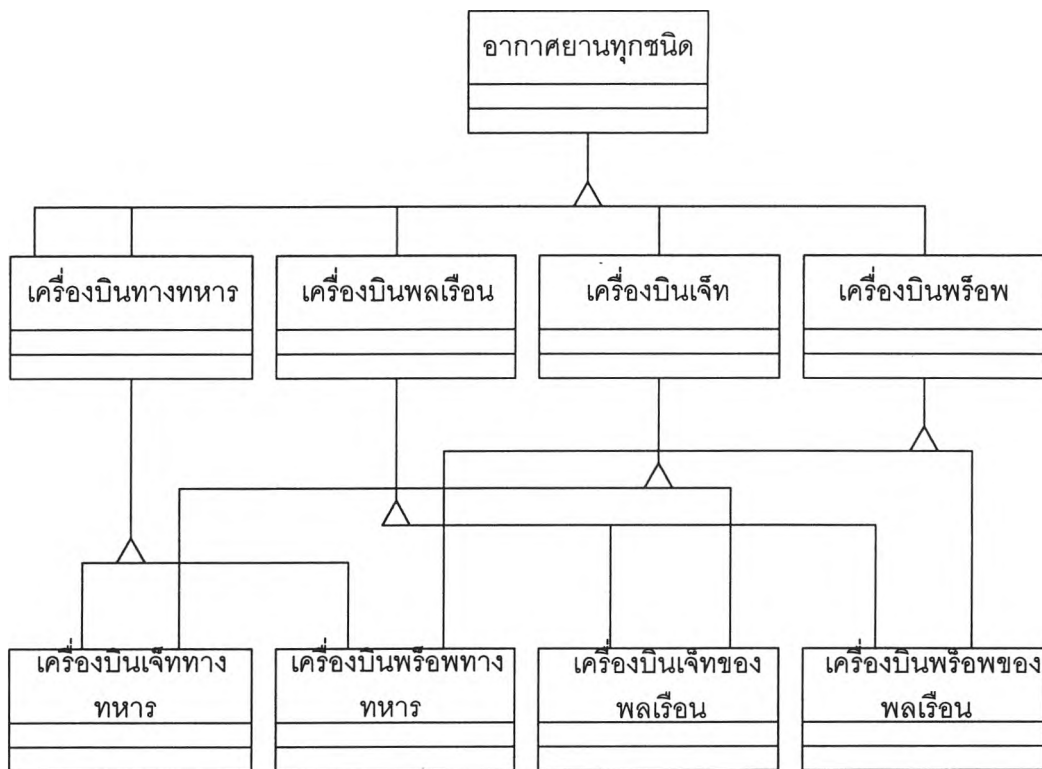 อากาศยานทุกชนิด
เครื่องบินทางทหาร
เครื่องบินพลเรือน
เครื่องบินเจ็ท
เครื่องบินพร็อพ
เครื่องบินเจ็ททาง
ทหาร
เครื่องบินพร็อพทาง
ทหาร
เครื่องบินเจ็ทของ
พลเรือน
เครื่องบินพร็อพของ
พลเรือน